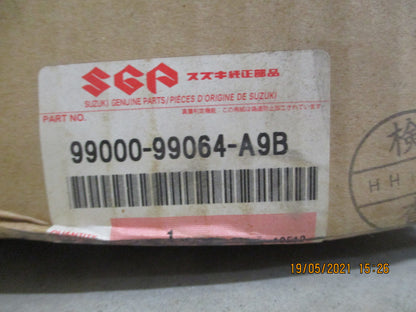 SGP スズキ純正部品
SUZUKI GENUINE PARTS/PIÈCES D'ORIGINE DE SUZUKI
PART NO.
99000-99064-A9B
検
H H
1
19/05/2021 15:26